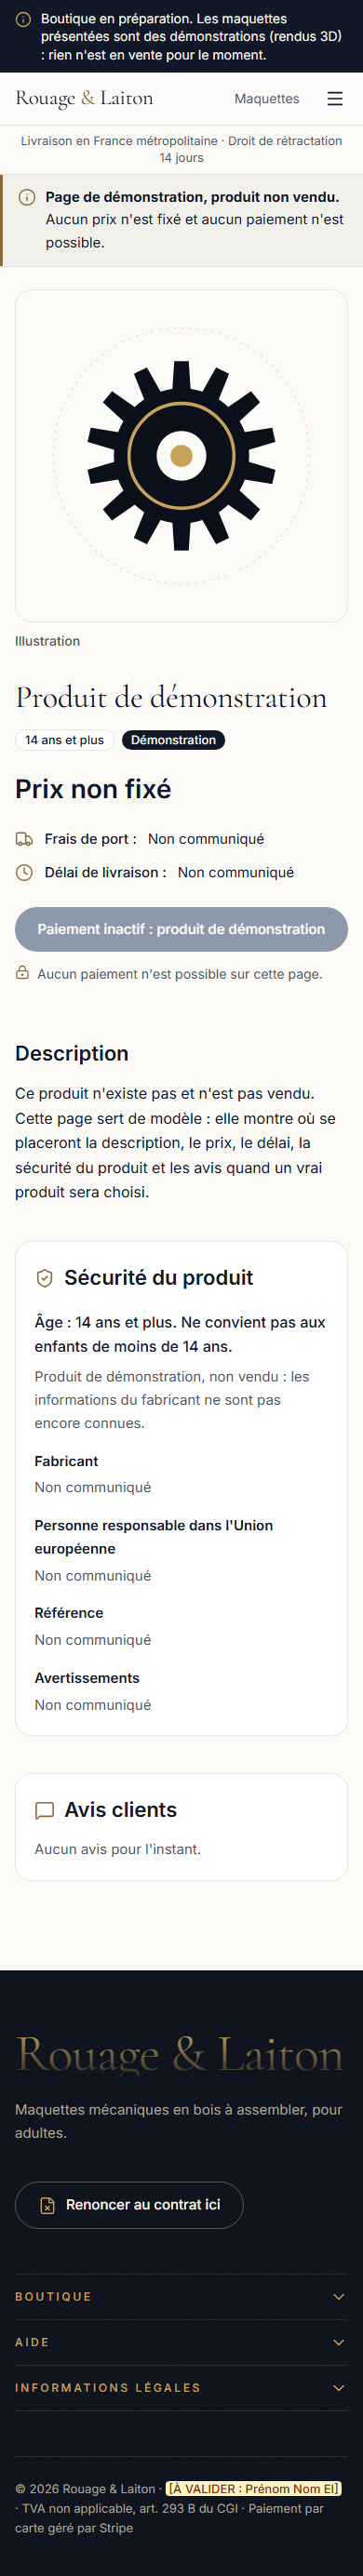 Boutique en préparation. Les maquettes
présentées sont des démonstrations (rendus 3D)
: rien n'est en vente pour le moment.
Rouage & Laiton
Maquettes
Livraison en France métropolitaine · Droit de rétractation
14 jours
Page de démonstration, produit non vendu.
Aucun prix n'est fixé et aucun paiement n'est
possible.
Illustration
Produit de démonstration
14 ans et plus
Démonstration
Prix non fixé
Frais de port : Non communiqué
Délai de livraison : Non communiqué
Paiement inactif : produit de démonstration
Aucun paiement n'est possible sur cette page.
Description
Ce produit n'existe pas et n'est pas vendu.
Cette page sert de modèle : elle montre où se
placeront la description, le prix, le délai, la
sécurité du produit et les avis quand un vrai
produit sera choisi.
Sécurité du produit
Âge : 14 ans et plus. Ne convient pas aux
enfants de moins de 14 ans.
Produit de démonstration, non vendu : les
informations du fabricant ne sont pas
encore connues.
Fabricant
Non communiqué
Personne responsable dans l'Union
européenne
Non communiqué
Référence
Non communiqué
Avertissements
Non communiqué
Avis clients
Aucun avis pour l'instant.
Rouage & Laiton
Maquettes mécaniques en bois à assembler, pour
adultes.
Renoncer au contrat ici
BOUTIQUE
AIDE
INFORMATIONS LÉGALES
© 2026 Rouage & Laiton · [À VALIDER : Prénom Nom EI]
· TVA non applicable, art. 293 B du CGI · Paiement par
carte géré par Stripe